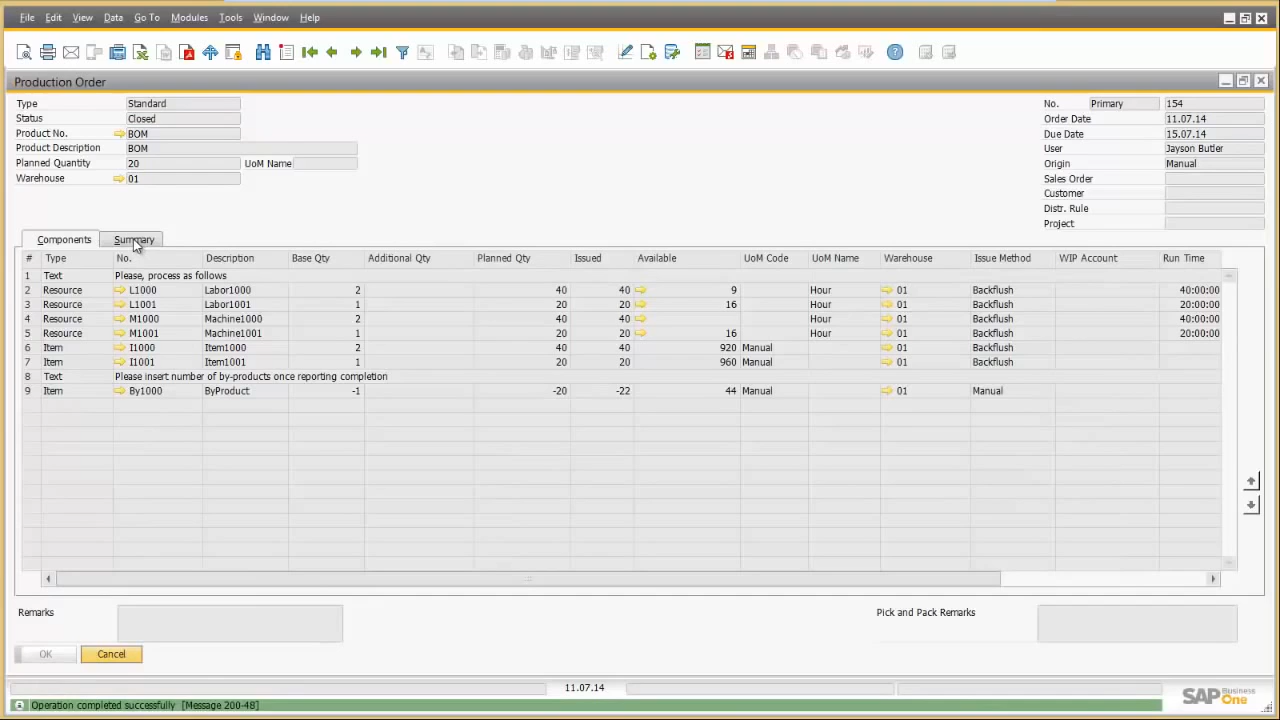 File Edit View Data Go To Modules Tools Window Help
Production Order
Type Standard No. Primary 154
Status Closed Order Date 11.07.14
Product No. BOM Due Date 15.07.14
Product Description BOM User Jayson Butler
Planned Quantity 20 UoM Name Origin Manual
Warehouse 01 Sales Order
Customer
Distr. Rule
Project
Components Summary
# Type No. Description Base Qty Additional Qty Planned Qty Issued Available UoM Code UoM Name Warehouse Issue Method WIP Account Run Time
1 Text Please, process as follows
2 Resource L1000 Labor1000 2 40 40 9 Hour 01 Backflush 40:00:00
3 Resource L1001 Labor1001 1 20 20 16 Hour 01 Backflush 20:00:00
4 Resource M1000 Machine1000 2 40 40 Hour 01 Backflush 40:00:00
5 Resource M1001 Machine1001 1 20 20 16 Hour 01 Backflush 20:00:00
6 Item I1000 Item1000 2 40 40 920 Manual 01 Backflush
7 Item I1001 Item1001 1 20 20 960 Manual 01 Backflush
8 Text Please insert number of by-products once reporting completion
9 Item By1000 ByProduct -1 -20 -22 44 Manual 01 Manual
Remarks Pick and Pack Remarks
OK Cancel
11.07.14
Operation completed successfully [Message 200-48]
SAP Business One